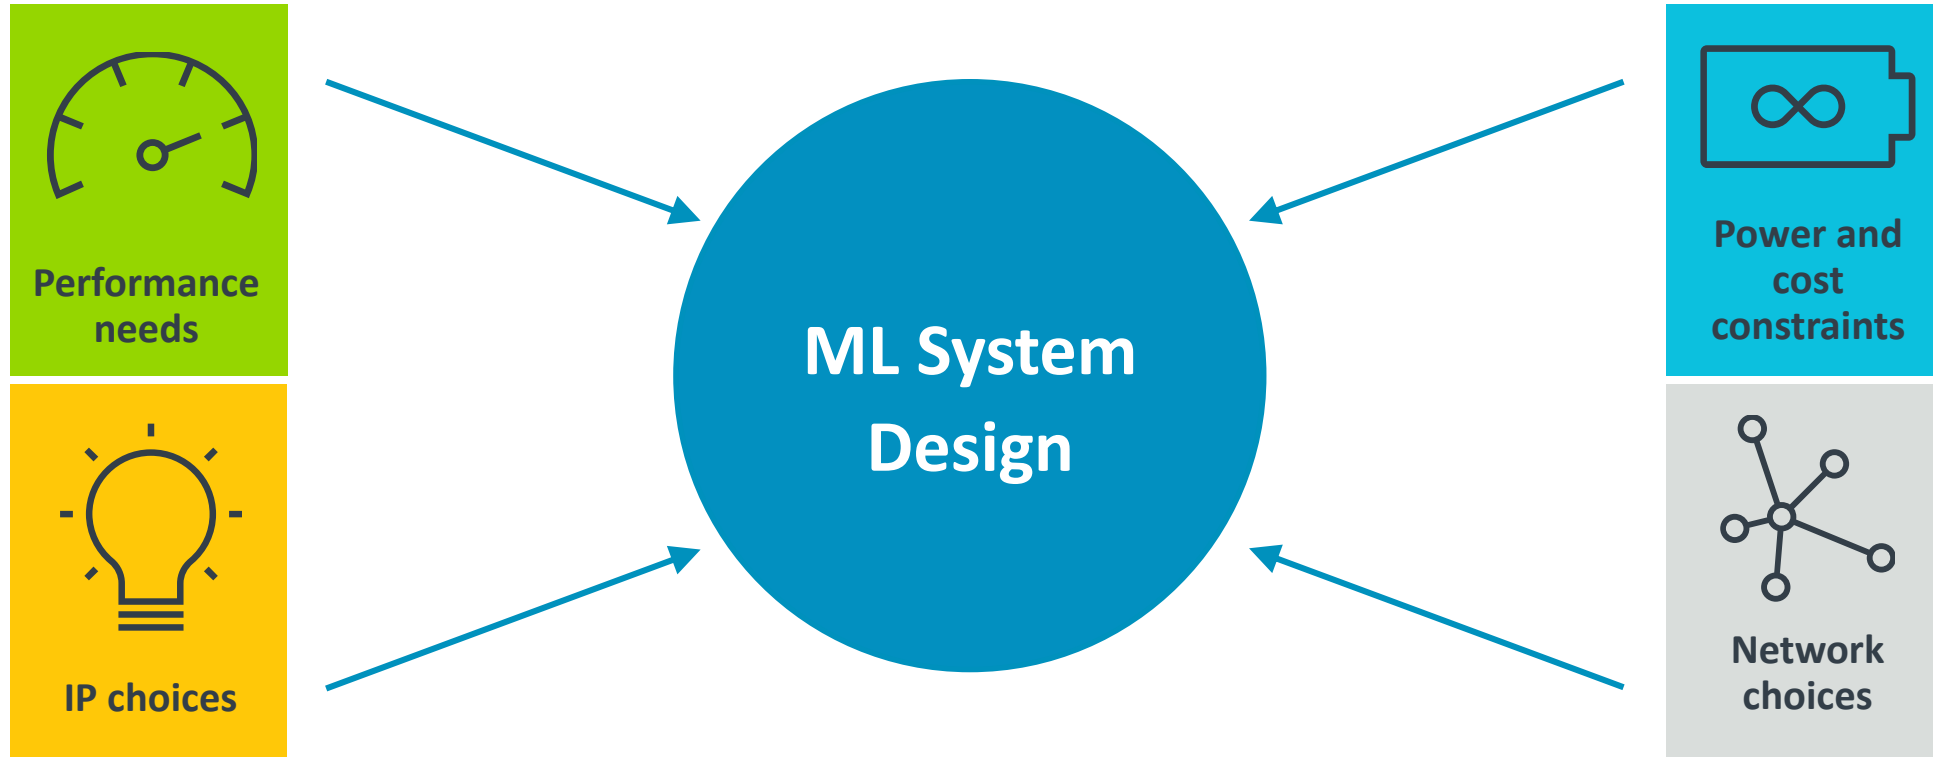 Performance
needs
IP choices
ML System
Design
Power and
cost
constraints
Network
choices